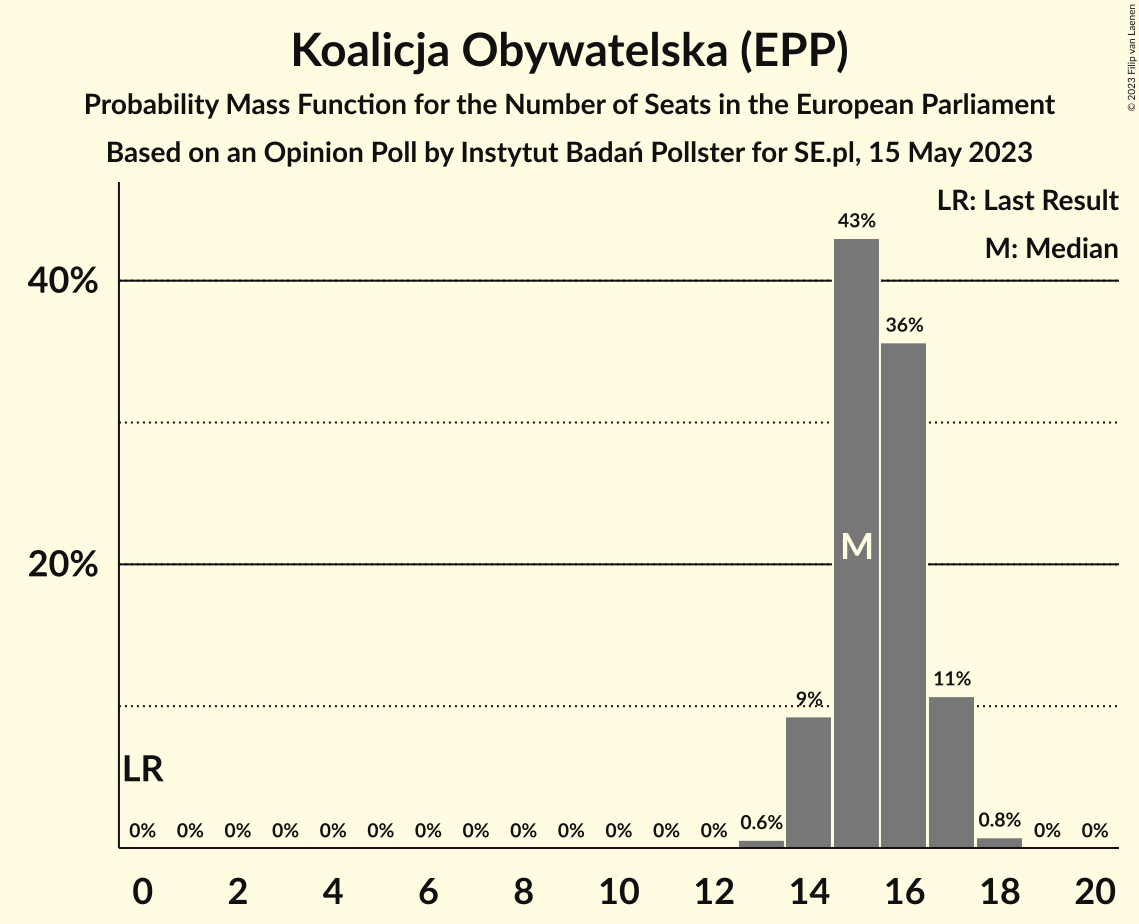 Koalicja Obywatelska (EPP)
Probability Mass Function for the Number of Seats in the European Parliament
Based on an Opinion Poll by Instytut Badań Pollster for SE.pl, 15 May 2023
© 2023 Filip van Laenen
LR: Last Result
M: Median
43%
40%
36%
M
20%
11%
9%
LR
0% 0% 0% 0% 0% 0% 0% 0% 0% 0% 0% 0% 0% 0.6% 0.8% 0% 0%
0 2 4 6 8 10 12 14 16 18 20